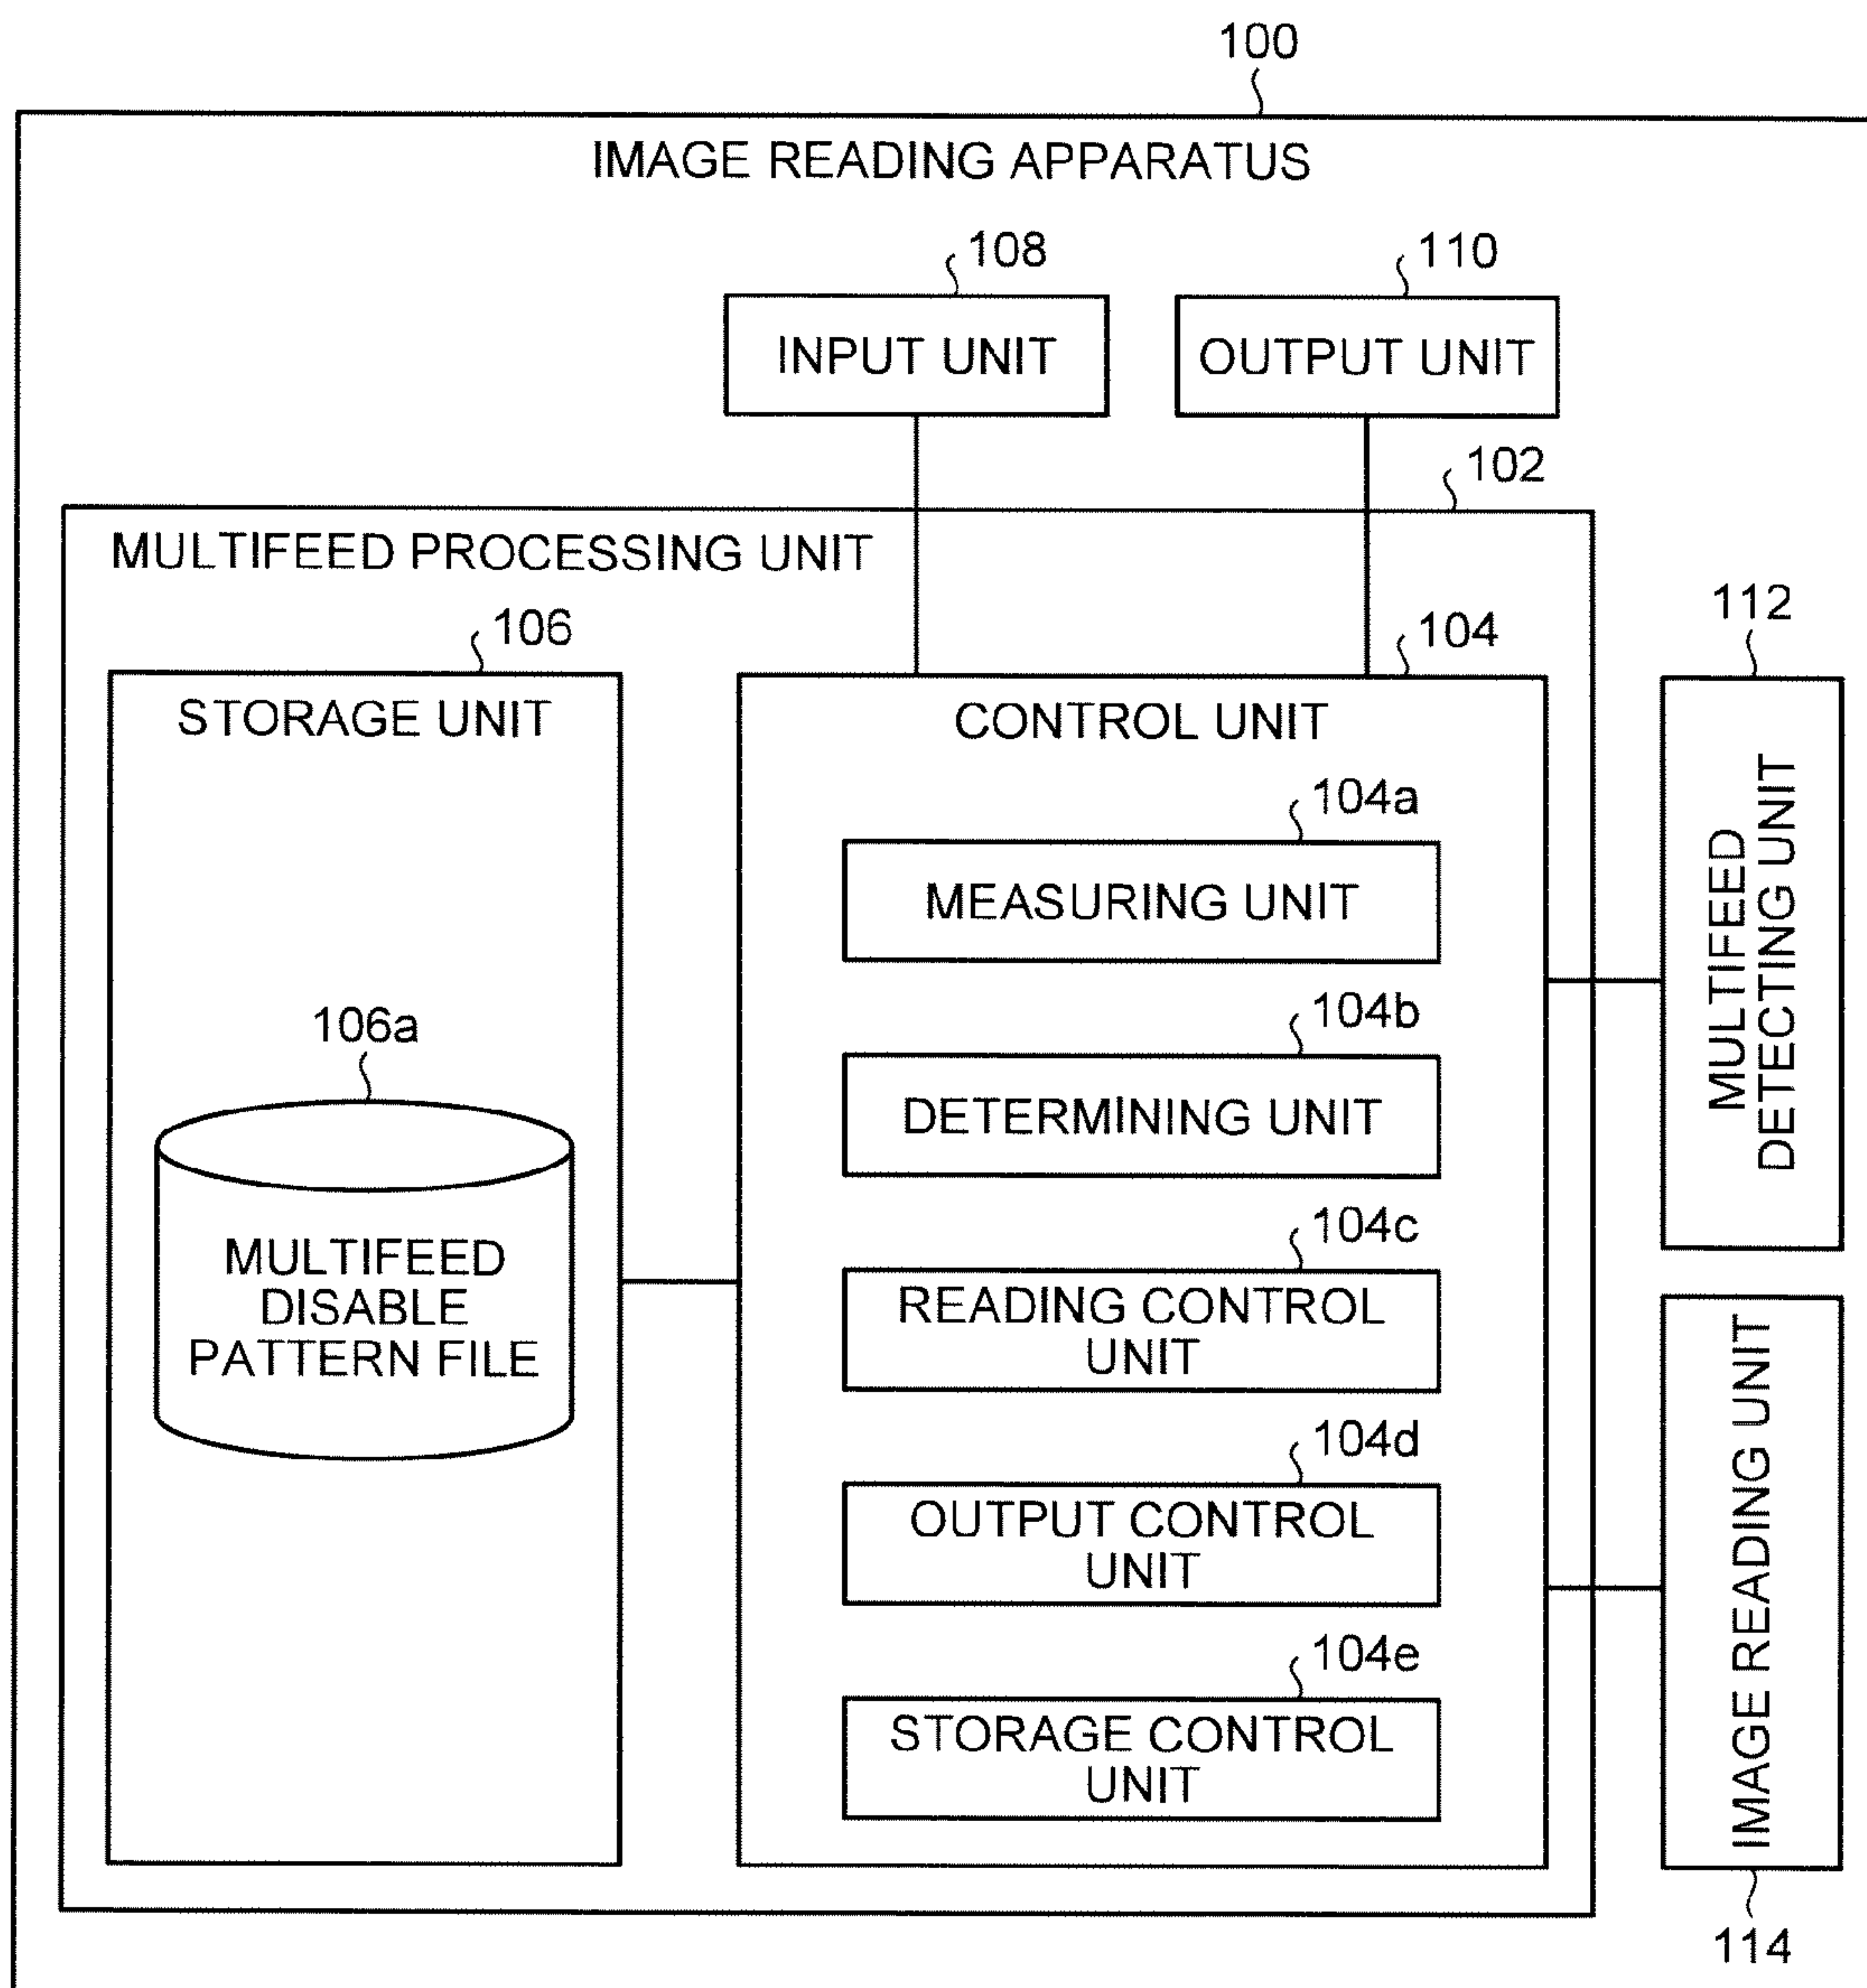 100
IMAGE READING APPARATUS
108
110
INPUT UNIT
OUTPUT UNIT
102
MULTIFEED PROCESSING UNIT
106
104
112
STORAGE UNIT
CONTROL UNIT
104a
MEASURING UNIT
MULTIFEED
DETECTING UNIT
106a
104b
DETERMINING UNIT
MULTIFEED
DISABLE
PATTERN FILE
104c
READING CONTROL
UNIT
104d
OUTPUT CONTROL
UNIT
IMAGE READING UNIT
104e
STORAGE CONTROL
UNIT
114